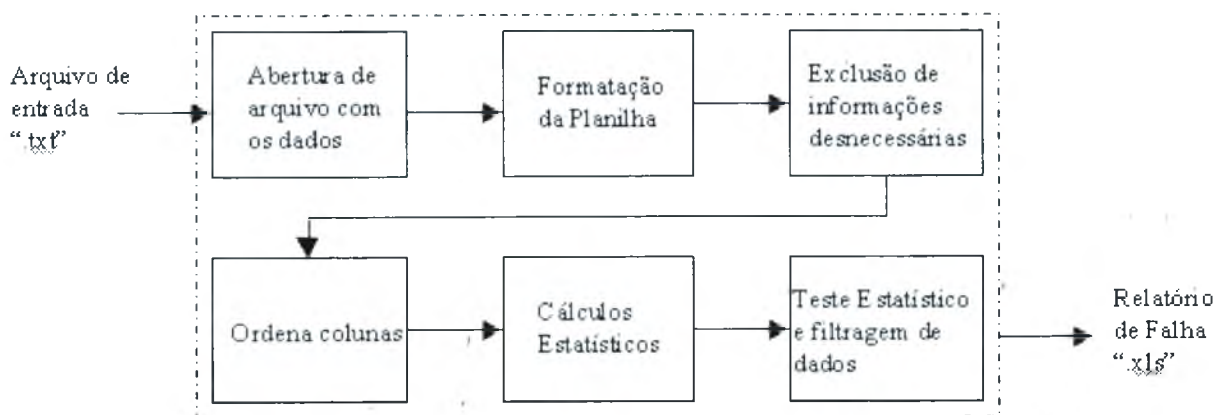 Arquivo de
entrada
“.txt”
Abertura de
arquivo com
os dados
Formatação
da Planilha
Exclusão de
informações
desnecessárias
Ordena colunas
Cálculos
Estatísticos
Teste Estatístico
e filtragem de
dados
Relatório
de Falha
“.xls”